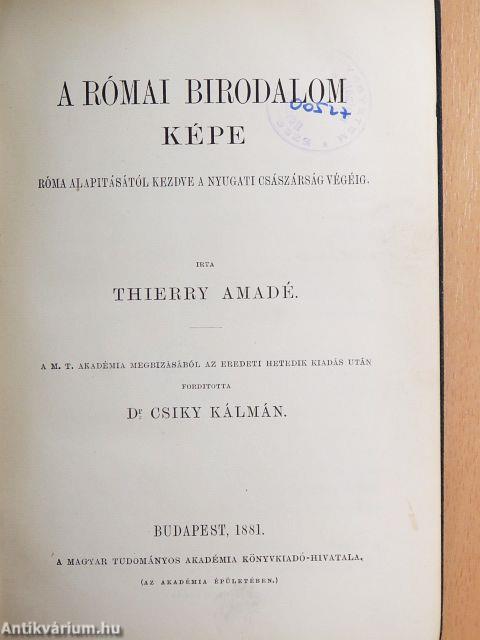 A RÓMAI BIRODALOM
KÉPE
RÓMA ALAPITÁSÁTÓL KEZDVE A NYUGATI CSÁSZÁRSÁG VÉGÉIG.
IRTA
THIERRY AMADÉ.
A M. T. AKADÉMIA MEGBIZÁSÁBÓL AZ EREDETI HETEDIK KIADÁS UTÁN
FORDITOTTA
Dr CSIKY KÁLMÁN.
BUDAPEST, 1881.
A MAGYAR TUDOMÁNYOS AKADÉMIA KÖNYVKIADÓ-HIVATALA,
(AZ AKADÉMIA ÉPÜLETÉBEN.)
Antikvárium.hu